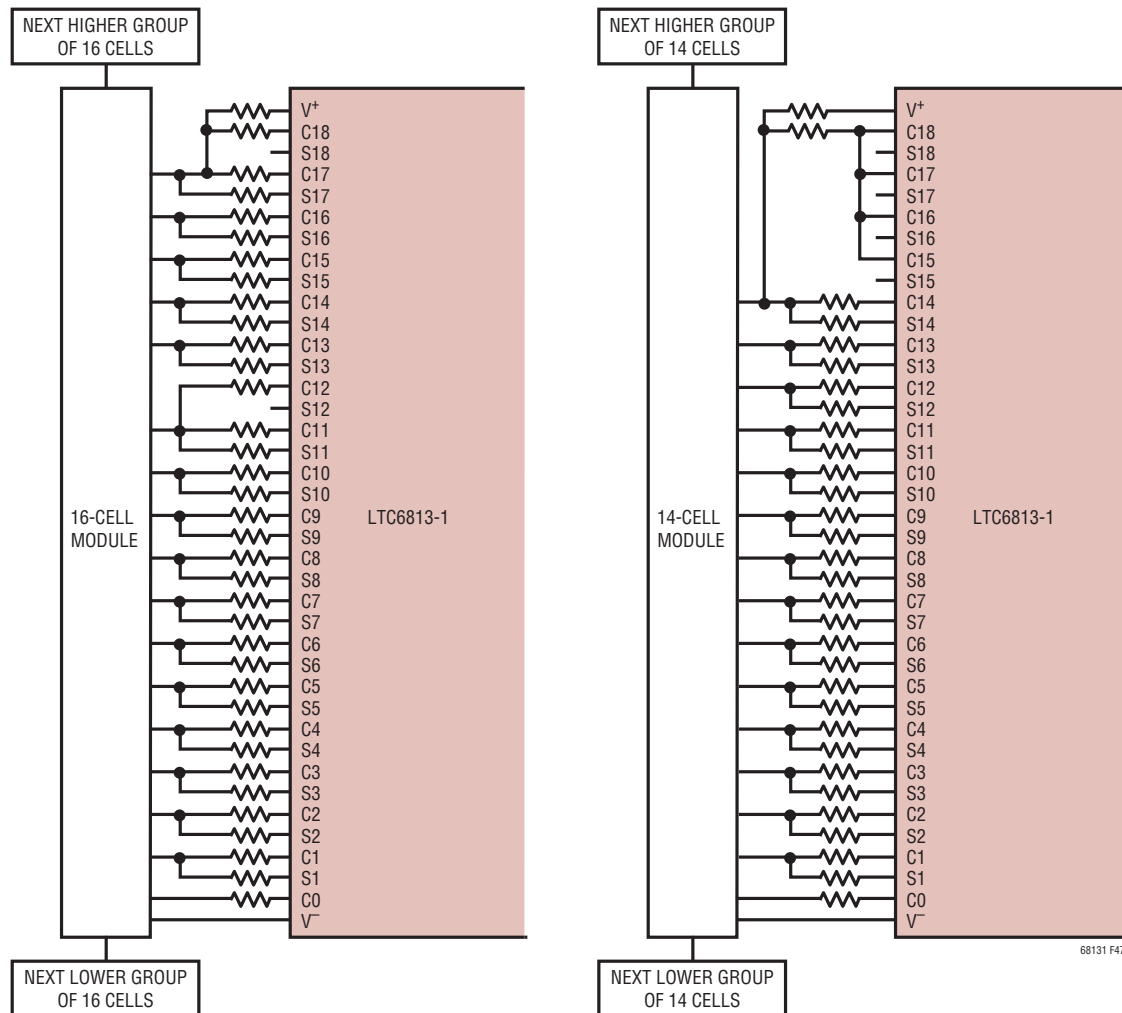 NEXT HIGHER GROUP
OF 16 CELLS
V+
C18
S18
C17
S17
C16
S16
C15
S15
C14
S14
C13
S13
C12
S12
C11
S11
C10
S10
C9
S9
C8
S8
C7
S7
C6
S6
C5
S5
C4
S4
C3
S3
C2
S2
C1
S1
C0
V–
16-CELL
MODULE
LTC6813-1
NEXT LOWER GROUP
OF 16 CELLS
NEXT HIGHER GROUP
OF 14 CELLS
V+
C18
S18
C17
S17
C16
S16
C15
S15
C14
S14
C13
S13
C12
S12
C11
S11
C10
S10
C9
S9
C8
S8
C7
S7
C6
S6
C5
S5
C4
S4
C3
S3
C2
S2
C1
S1
C0
V–
14-CELL
MODULE
LTC6813-1
NEXT LOWER GROUP
OF 14 CELLS
68131 F47